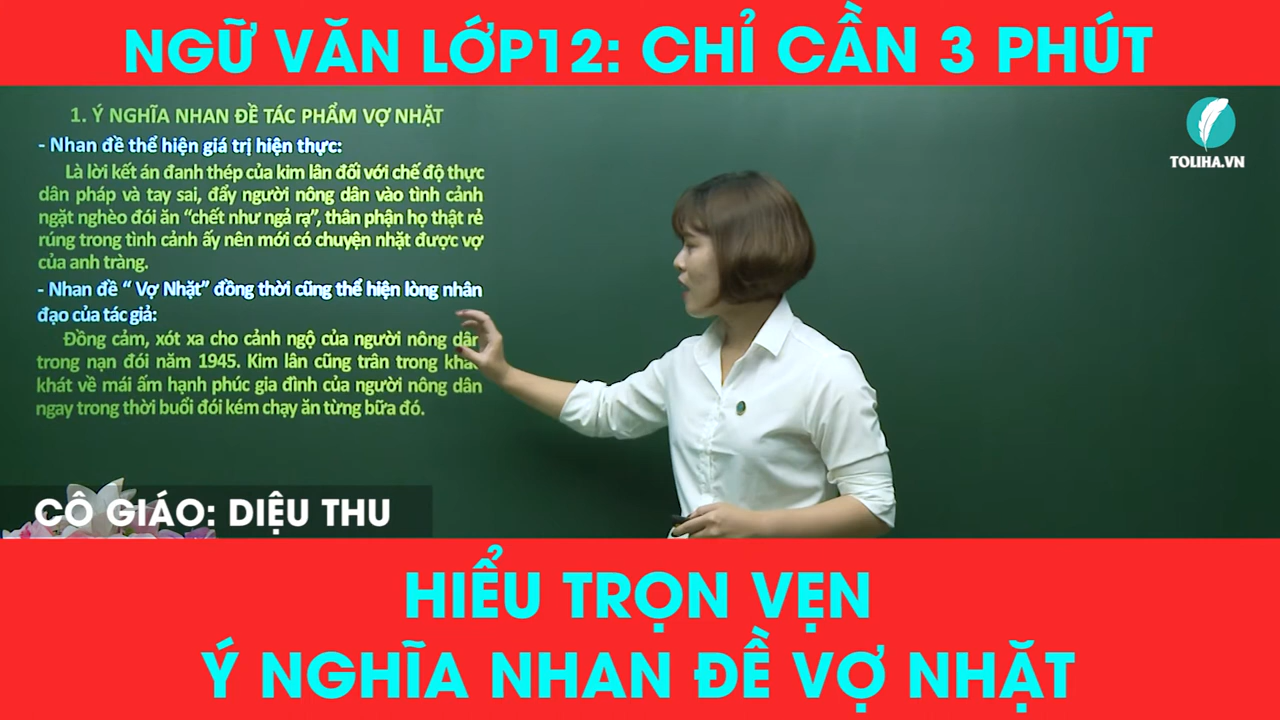 NGỮ VĂN LỚP12: CHỈ CẦN 3 PHÚT
1. Ý NGHĨA NHAN ĐỀ TÁC PHẨM VỢ NHẶT
TOLIHA.VN
- Nhan đề thể hiện giá trị hiện thực:
Là lời kết án đanh thép của kim lân đối với chế độ thực
dân pháp và tay sai, đẩy người nông dân vào tình cảnh
ngặt nghèo đói ăn “chết như ngả rạ”, thân phận họ thật rẻ
rúng trong tình cảnh ấy nên mới có chuyện nhặt được vợ
của anh tràng.
- Nhan đề “ Vợ Nhặt” đồng thời cũng thể hiện lòng nhân
đạo của tác giả:
Đồng cảm, xót xa cho cảnh ngộ của người nông dân
trong nạn đói năm 1945. Kim lân cũng trân trong khát
khát về mái ấm hạnh phúc gia đình của người nông dân
ngay trong thời buổi đói kém chạy ăn từng bữa đó.
CÔ GIÁO: DIỆU THU
HIỂU TRỌN VẸN
Ý NGHĨA NHAN ĐỀ VỢ NHẶT